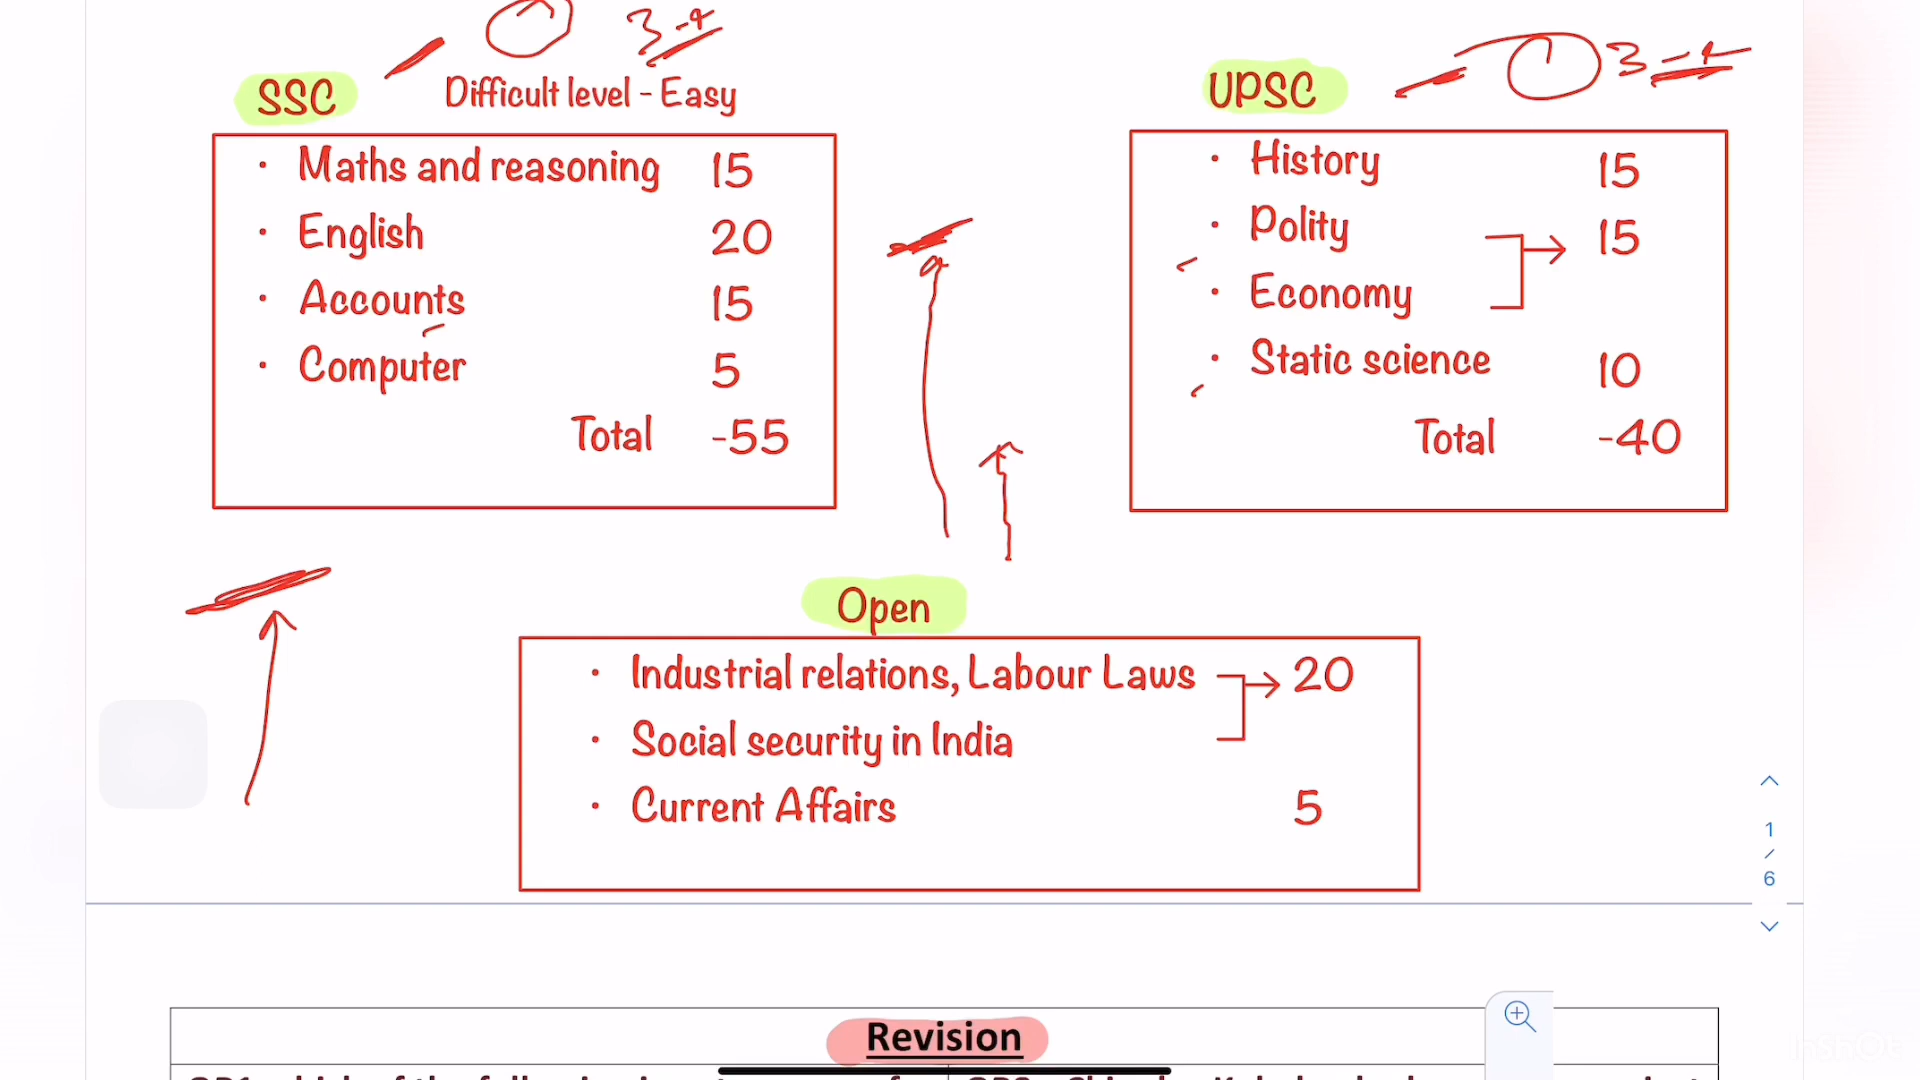 3-4
SSC
Difficult level - Easy
• Maths and reasoning 15
• English 20
• Accounts 15
• Computer 5
Total -55
1 3-4
UPSC
• History 15
• Polity 15
• Economy
• Static science 10
Total -40
Open
• Industrial relations, Labour Laws 20
• Social security in India
• Current Affairs 5
1
/
6
Revision